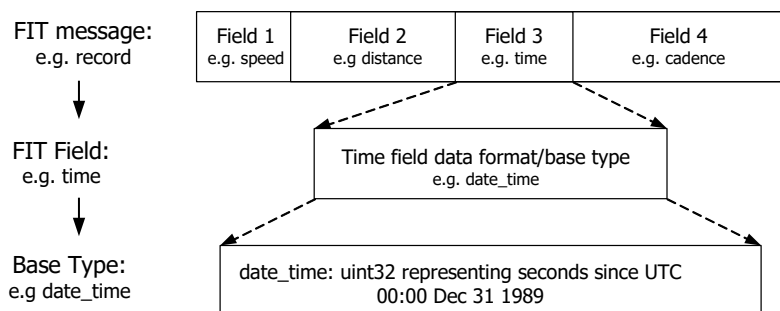 FIT message:
e.g. record
Field 1
e.g. speed
Field 2
e.g distance
Field 3
e.g. time
Field 4
e.g. cadence
FIT Field:
e.g. time
Time field data format/base type
e.g. date_time
Base Type:
e.g date_time
date_time: uint32 representing seconds since UTC
00:00 Dec 31 1989